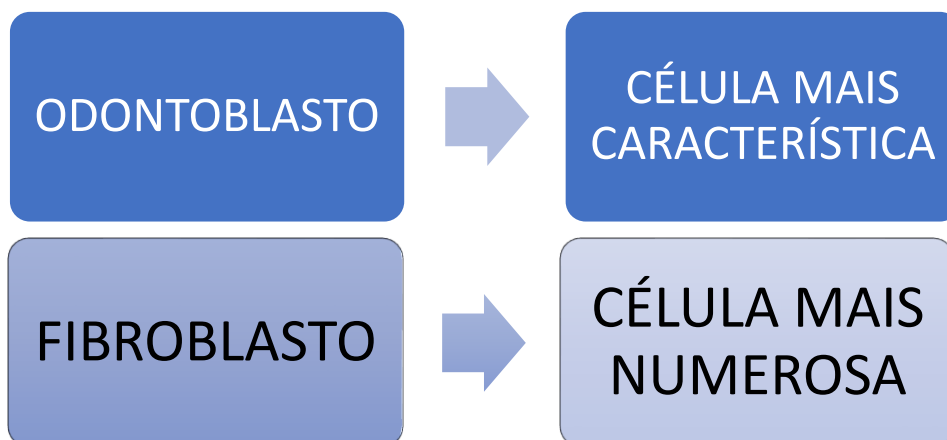 ODONTOBLASTO
CÉLULA MAIS
CARACTERÍSTICA
FIBROBLASTO
CÉLULA MAIS
NUMEROSA